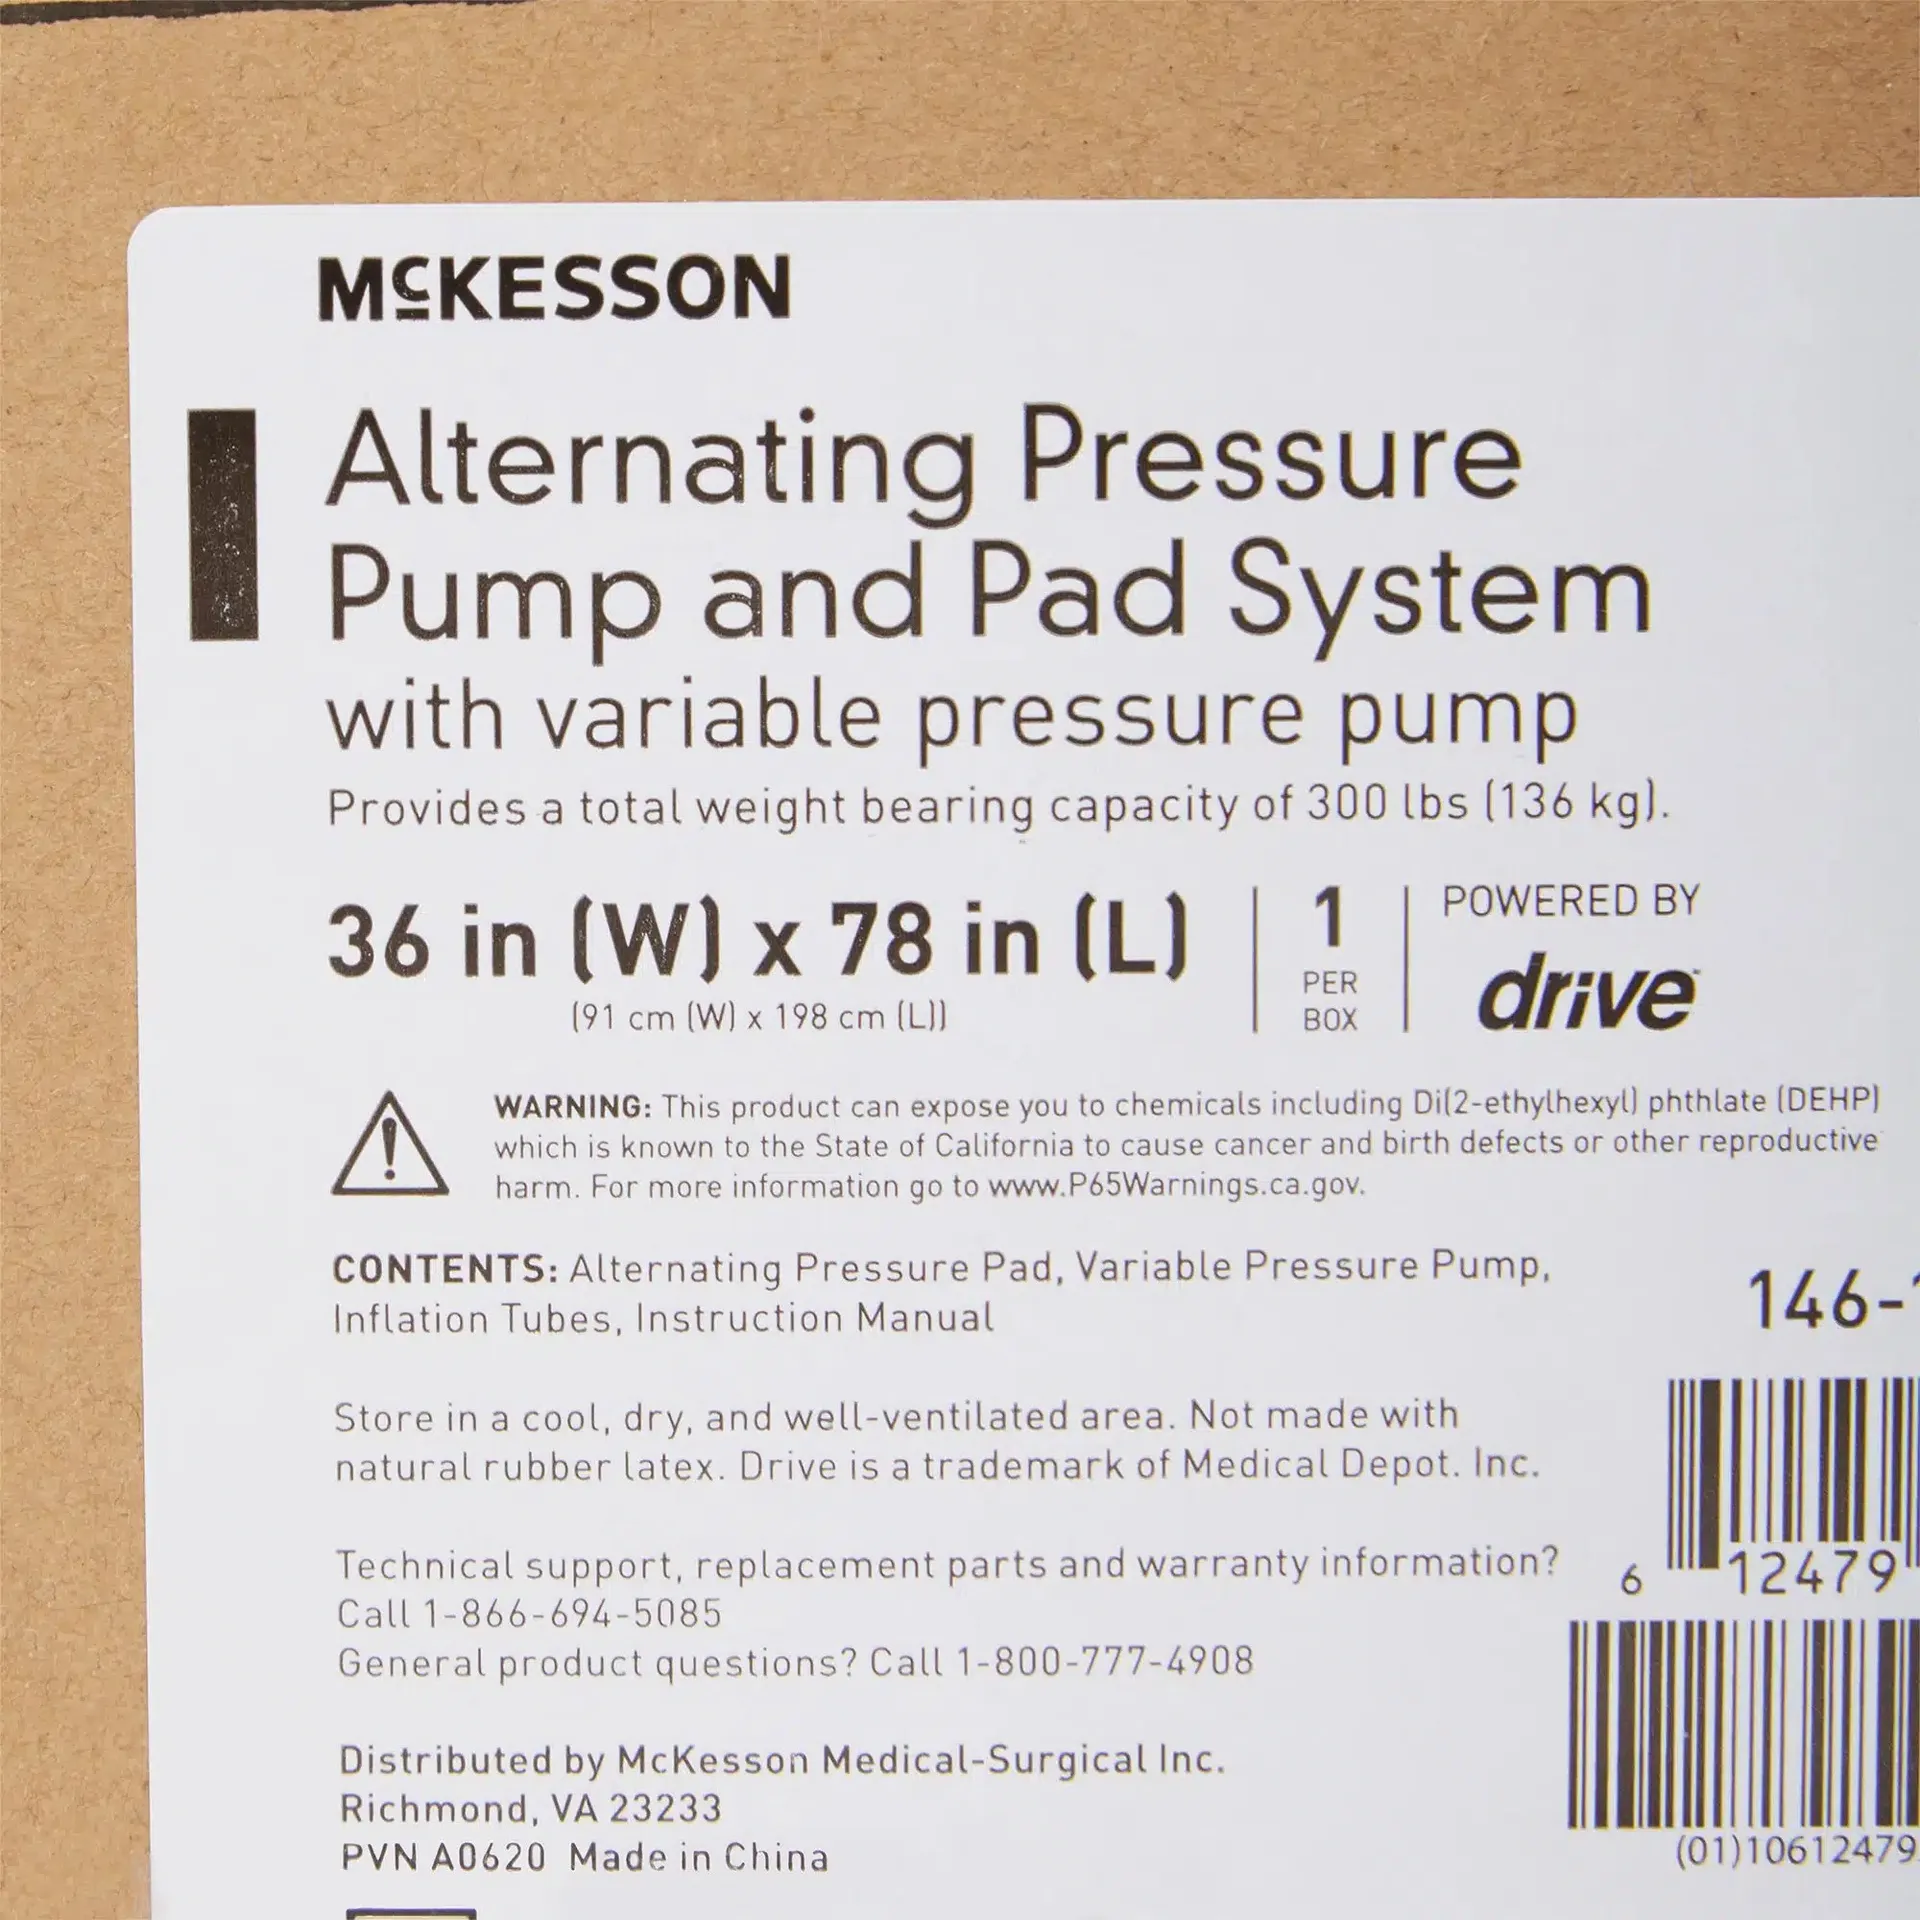 McKESSON
Alternating Pressure
Pump and Pad System
with variable pressure pump
Provides a total weight bearing capacity of 300 lbs (136 kg).
36 in (W) x 78 in (L)
(91 cm (W) x 198 cm (L))
1
PER
BOX
POWERED BY
drive
WARNING: This product can expose you to chemicals including Di(2-ethylhexyl) phthlate (DEHP)
which is known to the State of California to cause cancer and birth defects or other reproductive
harm. For more information go to www.P65Warnings.ca.gov.
CONTENTS: Alternating Pressure Pad, Variable Pressure Pump,
Inflation Tubes, Instruction Manual
146-
Store in a cool, dry, and well-ventilated area. Not made with
natural rubber latex. Drive is a trademark of Medical Depot. Inc.
Technical support, replacement parts and warranty information?
Call 1-866-694-5085
General product questions? Call 1-800-777-4908
6 12479
Distributed by McKesson Medical-Surgical Inc.
Richmond, VA 23233
PVN A0620 Made in China
(01)10612479